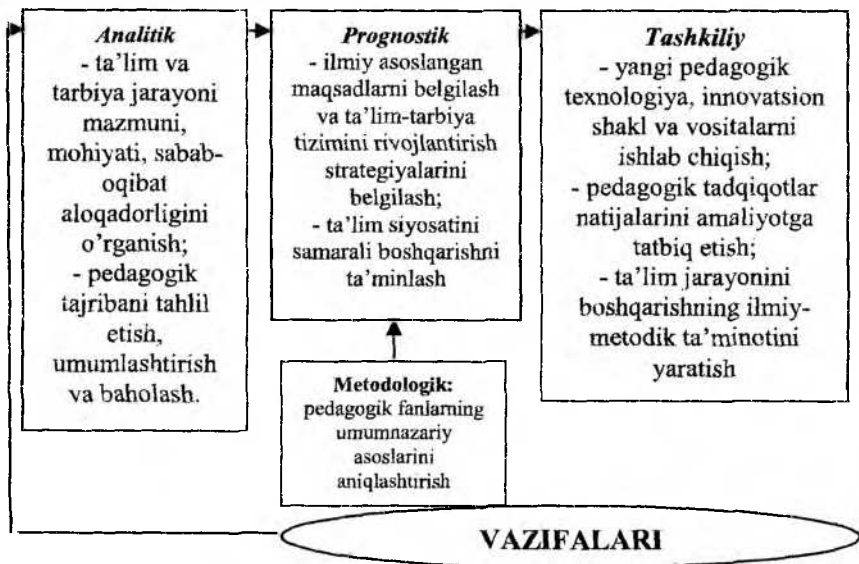 Analitik
- ta’lim va
tarbiya jarayoni
mazmuni,
mohiyati, sabab-
oqibat
aloqadorligini
o’rganish;
- pedagogik
tajribani tahlil
etish,
umumlashtirish
va baholash.
Prognostik
- ilmiy asoslangan
maqsadlarni belgilash
va ta’lim-tarbiya
tizimini rivojlantirish
strategiyalarini
belgilash;
- ta’lim siyosatini
samarali boshqarishni
ta’minlash
Tashkiliy
- yangi pedagogik
texnologiya, innovatsion
shakl va vositalarni
ishlab chiqish;
- pedagogik tadqiqotlar
natijalarini amaliyotga
tatbiq etish;
- ta’lim jarayonini
boshqarishning ilmiy-
metodik ta’minotini
yaratish
Metodologik:
pedagogik fanlarning
umumnazariy
asoslarini
aniqlashtirish
VAZIFALARI